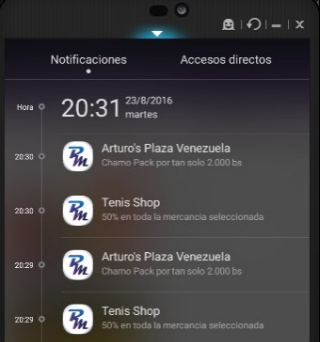 Notificaciones
Accesos directos
Hora
20:31
23/8/2016
martes
20:30
Arturo's Plaza Venezuela
Chamo Pack por tan solo 2.000 bs
20:30
Tenis Shop
50% en toda la mercancia seleccionada
20:29
Arturo's Plaza Venezuela
Chamo Pack por tan solo 2.000 bs
20:29
Tenis Shop
50% en toda la mercancia seleccionada